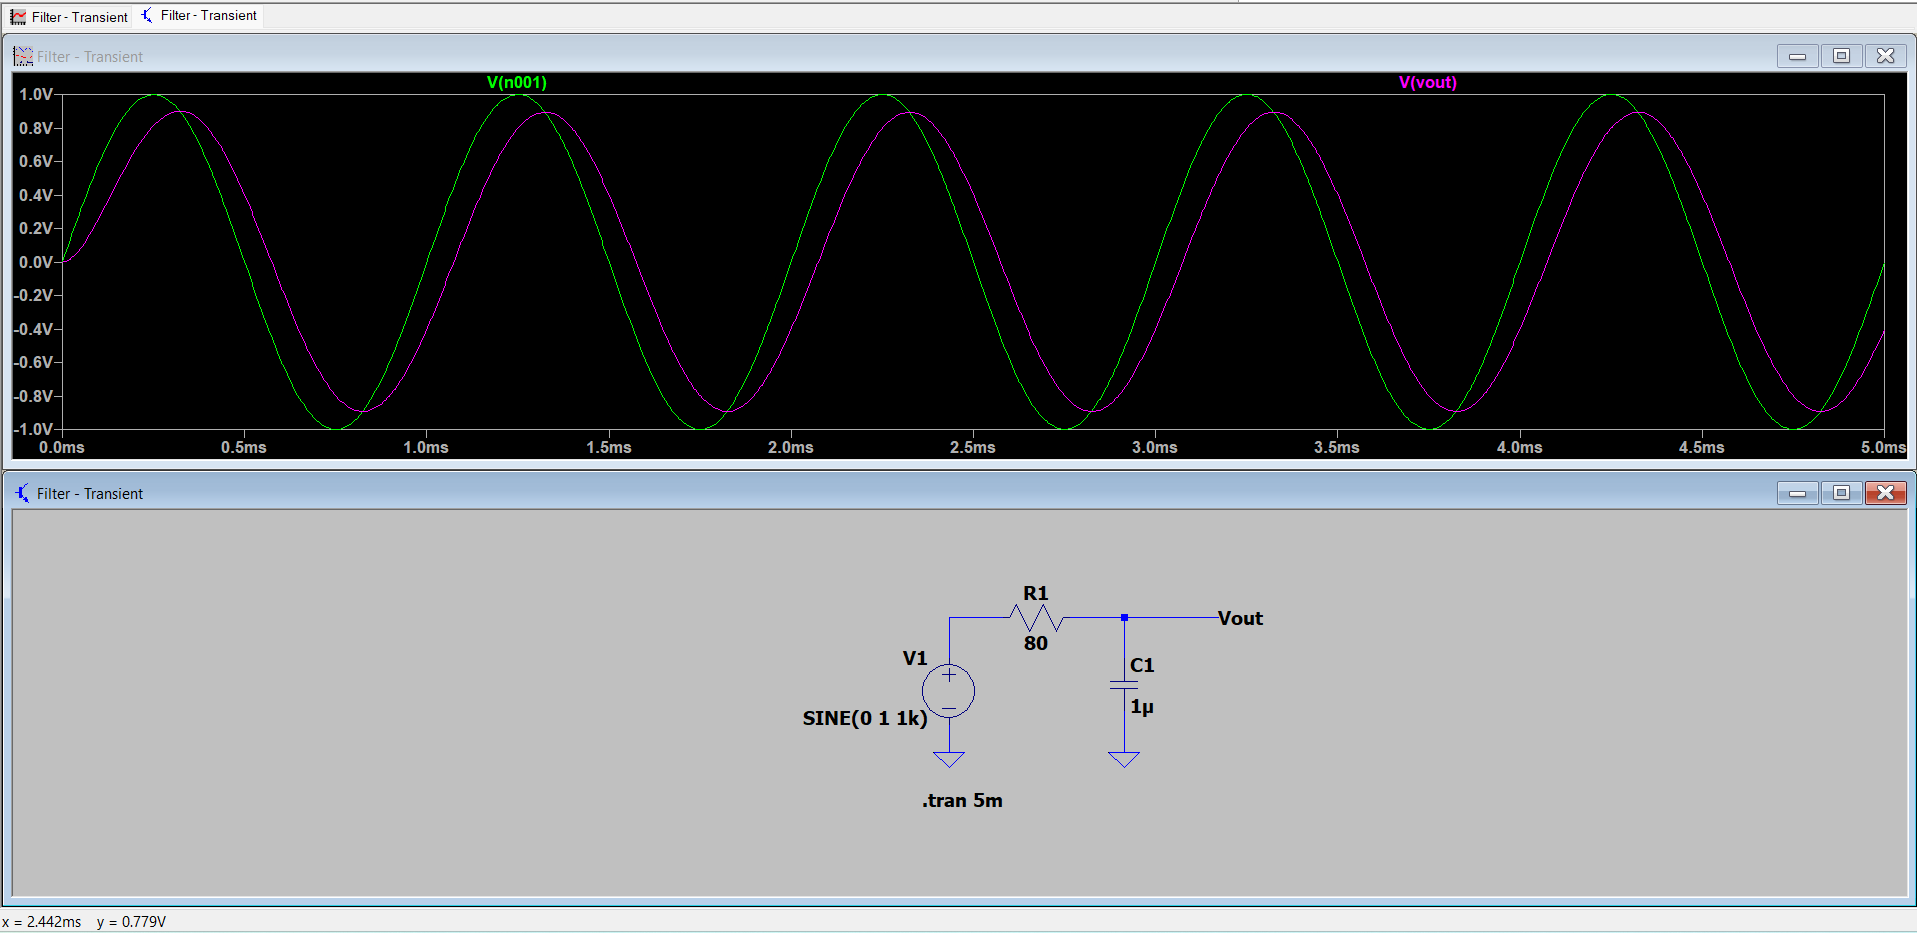 Filter - Transient Filter - Transient
Filter - Transient
V(n001) V(vout)
1.0V
0.8V
0.6V
0.4V
0.2V
0.0V
-0.2V
-0.4V
-0.6V
-0.8V
-1.0V
0.0ms 0.5ms 1.0ms 1.5ms 2.0ms 2.5ms 3.0ms 3.5ms 4.0ms 4.5ms 5.0ms
Filter - Transient
R1
80
Vout
V1
C1
1µ
SINE(0 1 1k)
.tran 5m
x = 2.442ms y = 0.779V